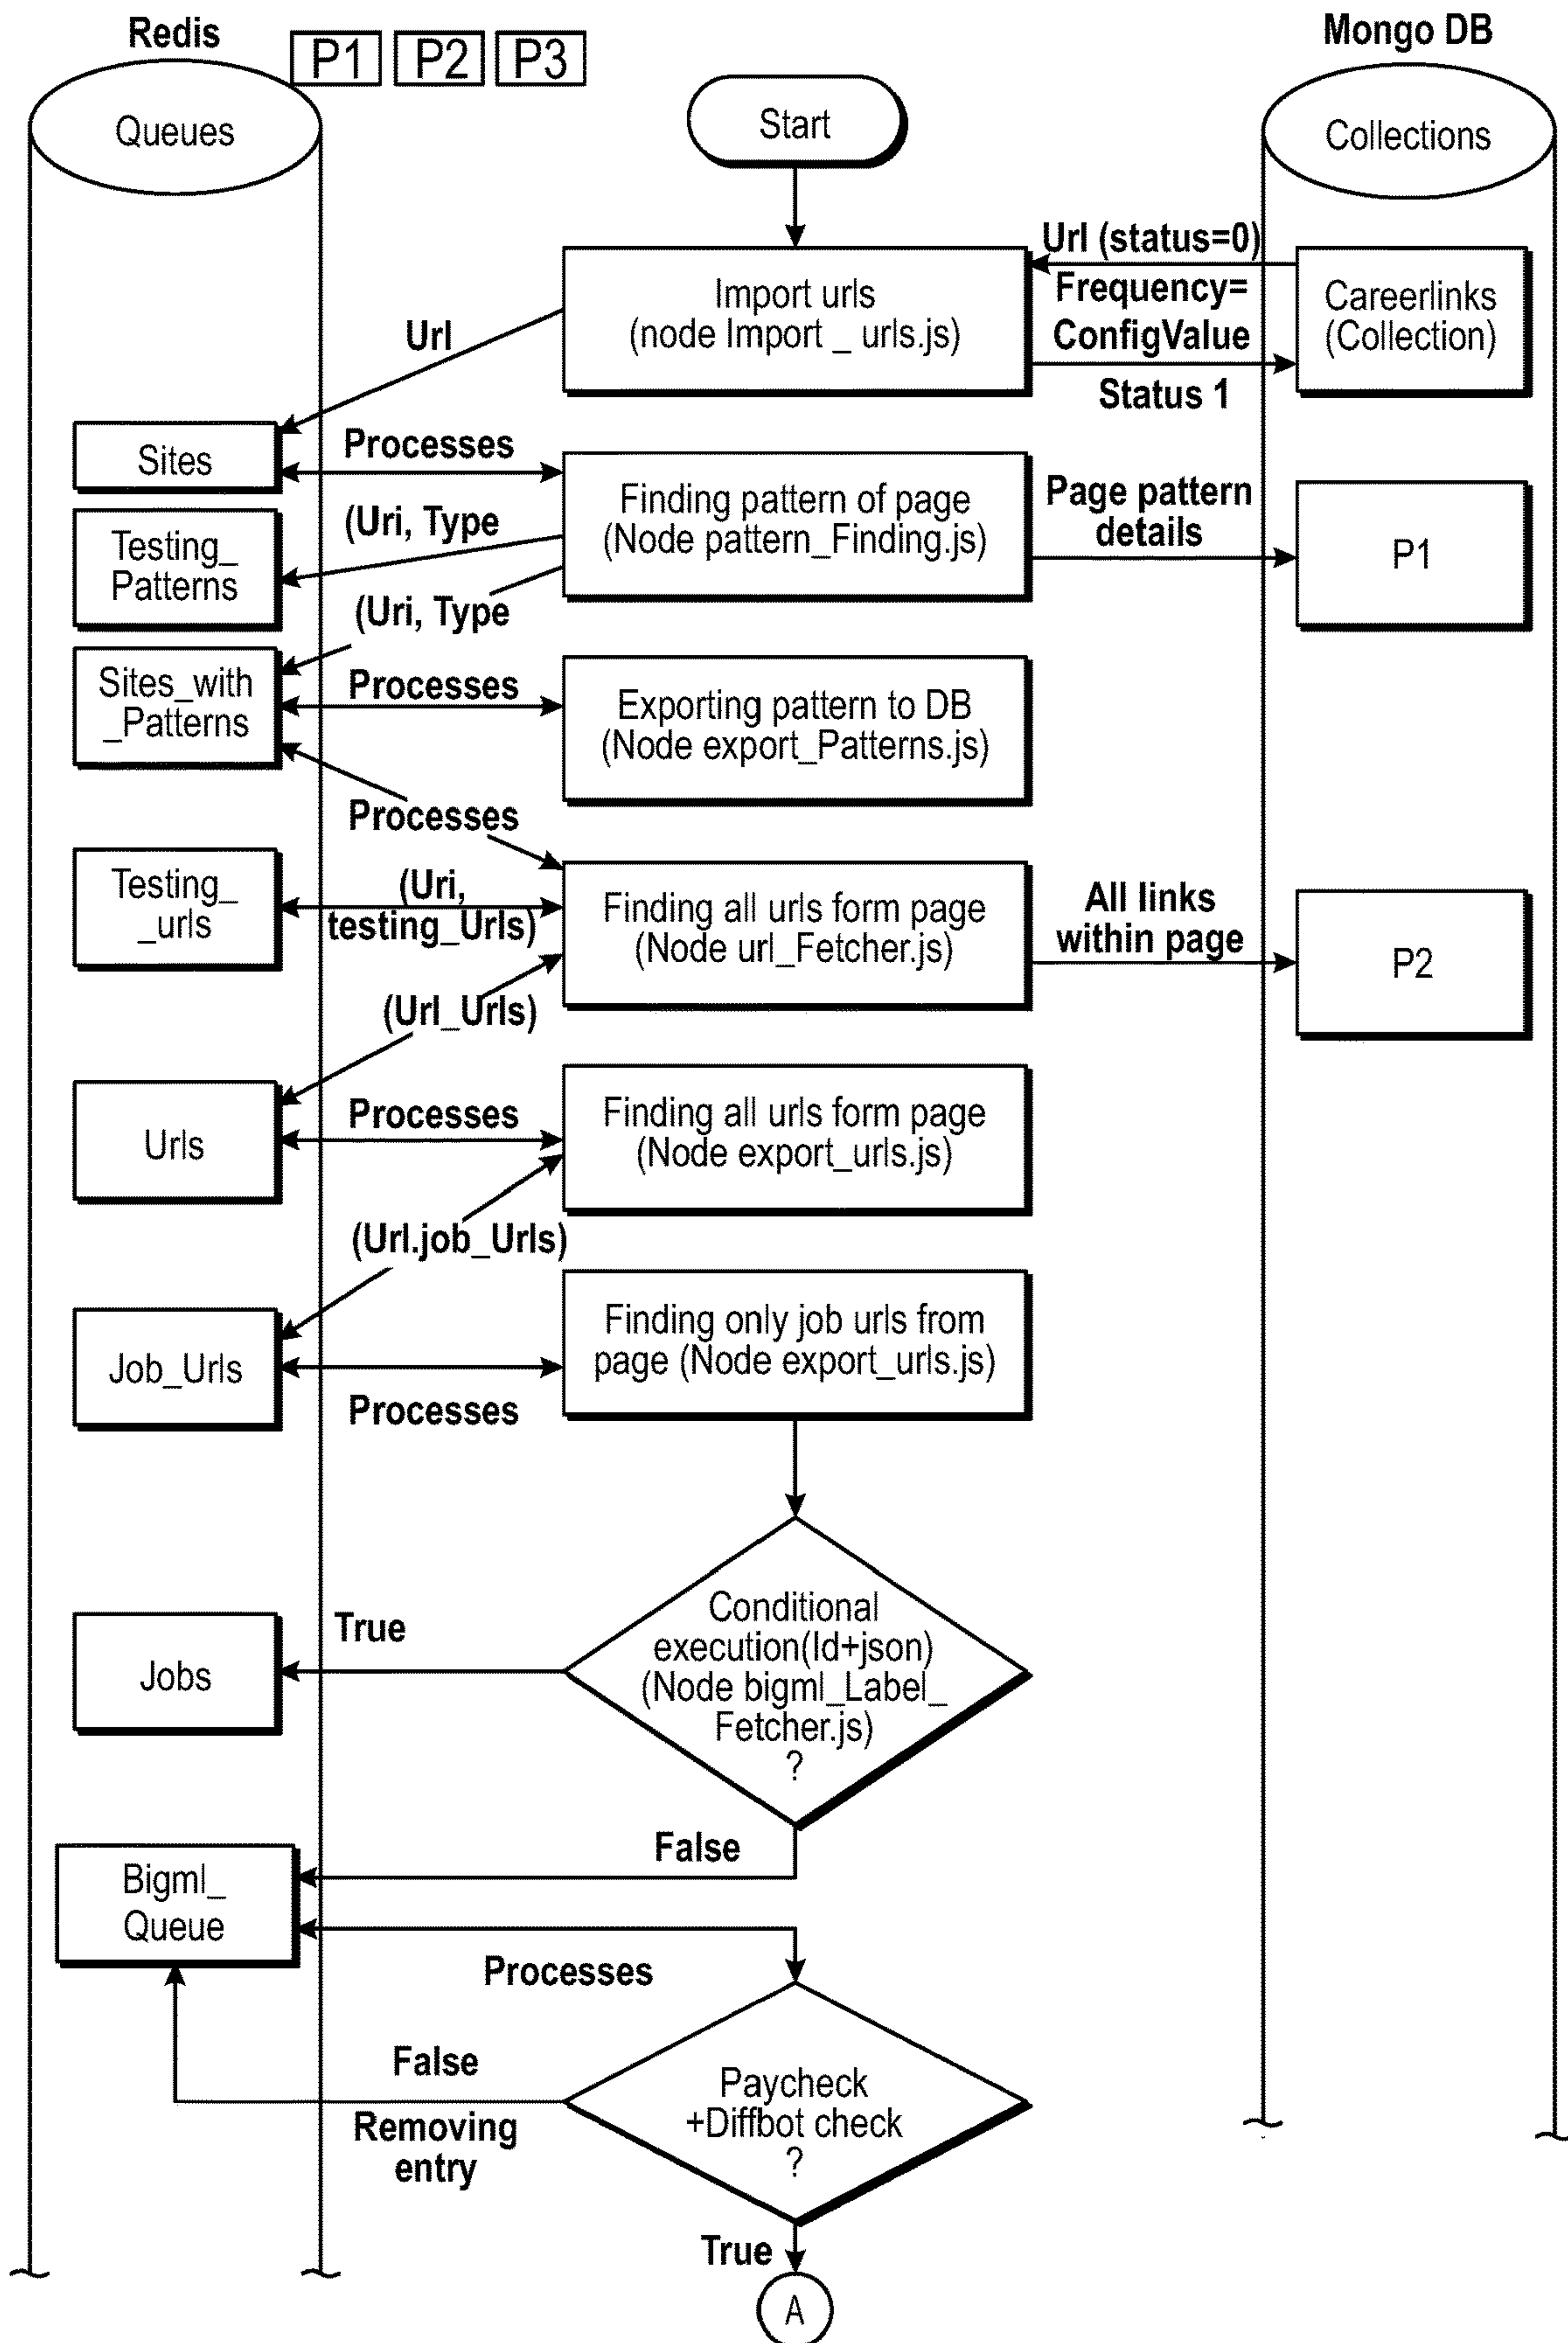 Redis
P1 P2 P3
Mongo DB
Queues
Start
Collections
Url (status=0)
Import urls
(node Import _ urls.js)
Frequency=
ConfigValue
Careerlinks
(Collection)
Url
Status 1
Sites
Processes
Finding pattern of page
(Node pattern_Finding.js)
Page pattern
details
P1
Testing_
Patterns
(Uri, Type
(Uri, Type
Sites_with
_Patterns
Processes
Exporting pattern to DB
(Node export_Patterns.js)
Processes
Testing_
_urls
(Uri,
testing_Urls)
Finding all urls form page
(Node url_Fetcher.js)
All links
within page
P2
(Url_Urls)
Urls
Processes
Finding all urls form page
(Node export_urls.js)
(Url.job_Urls)
Job_Urls
Finding only job urls from
page (Node export_urls.js)
Processes
Jobs
True
Conditional
execution(Id+json)
(Node bigml_Label_
Fetcher.js)
?
False
Bigml_
Queue
Processes
False
Removing
entry
Paycheck
+Diffbot check
?
True
A